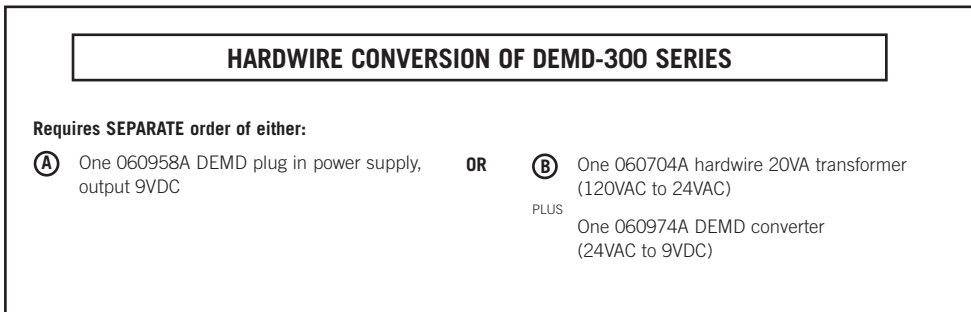 HARDWIRE CONVERSION OF DEMD-300 SERIES
Requires SEPARATE order of either:
A One 060958A DEMD plug in power supply,
output 9VDC
OR
B One 060704A hardwire 20VA transformer
(120VAC to 24VAC)
PLUS
One 060974A DEMD converter
(24VAC to 9VDC)